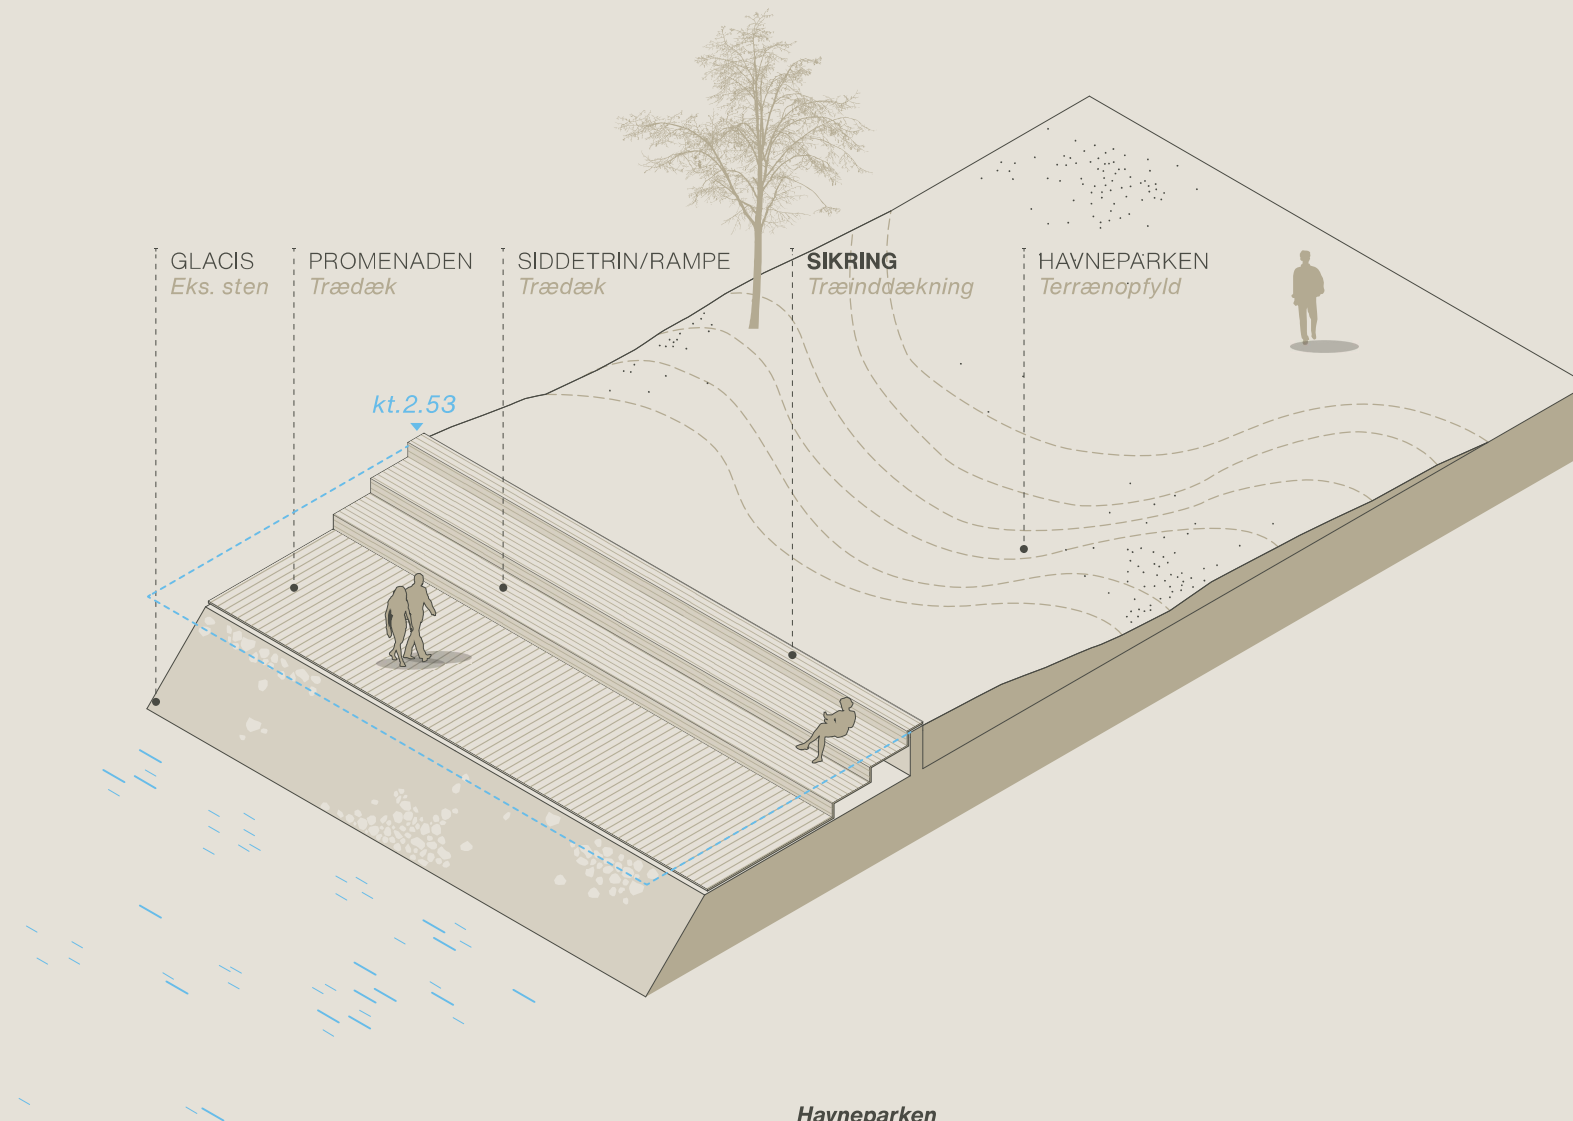 GLACIS
Eks. sten
PROMENADEN
Trædæk
SIDDETRIN/RAMPE
Trædæk
SIKRING
Træinddækning
HAVNEPARKEN
Terrænopfyld
kt.2.53
Havneparken